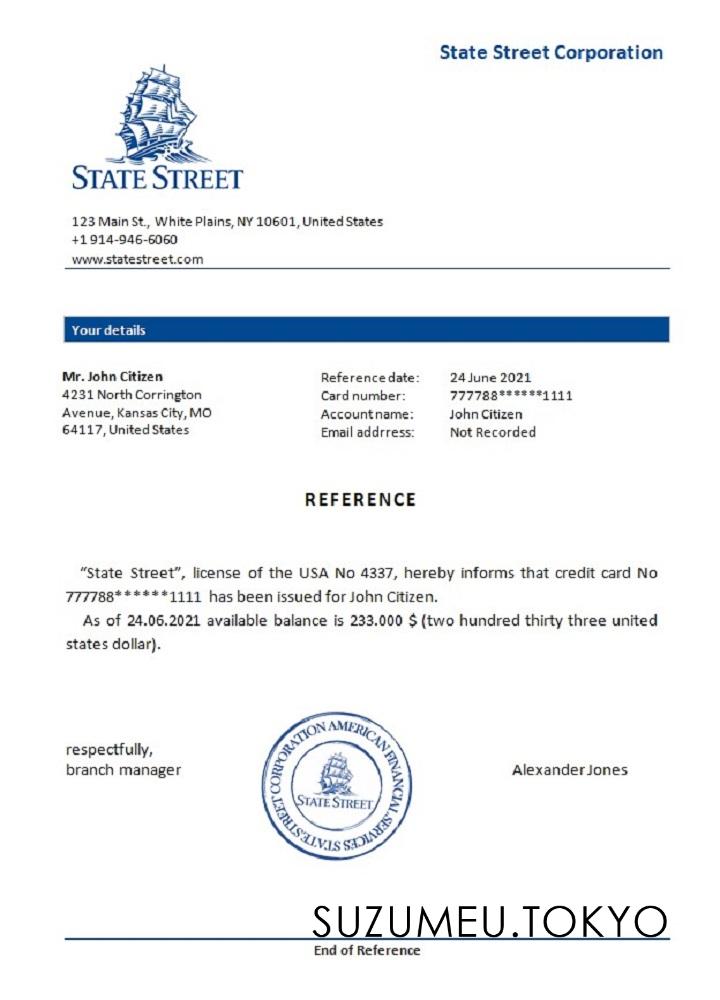 State Street Corporation
STATE STREET
123 Main St., White Plains, NY 10601, United States
+1 914-946-6060
www.statestreet.com
Your details
Mr. John Citizen
4231 North Corrington
Avenue, Kansas City, MO
64117, United States
Reference date: 24 June 2021
Card number: 777788******1111
Account name: John Citizen
Email addrress: Not Recorded
REFERENCE
“State Street”, license of the USA No 4337, hereby informs that credit card No
777788******1111 has been issued for John Citizen.
As of 24.06.2021 available balance is 233.000 $ (two hundred thirty three united
states dollar).
respectfully,
branch manager
STATE STREET CORPORATION AMERICAN FINANCIAL SERVICES
STATE STREET
Alexander Jones
SUZUMEU.TOKYO
End of Reference